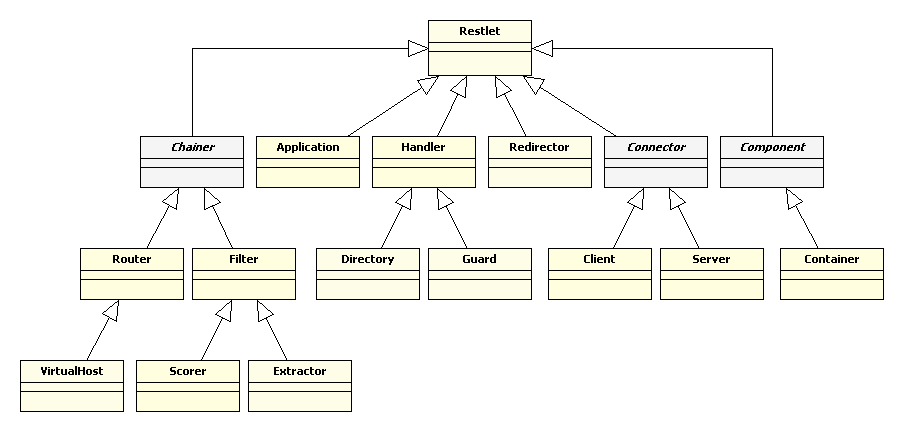 Restlet
Chainer
Application
Handler
Redirector
Connector
Component
Router
Filter
Directory
Guard
Client
Server
Container
VirtualHost
Scorer
Extractor